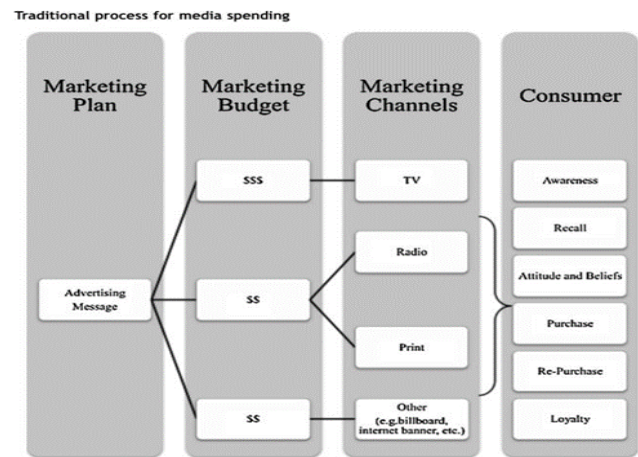 Traditional process for media spending
Marketing
Plan
Marketing
Budget
Marketing
Channels
Consumer
Advertising
Message
$$$
$$
$$
TV
Radio
Print
Other
(e.g.billboard,
internet banner, etc.)
Awareness
Recall
Attitude and Beliefs
Purchase
Re-Purchase
Loyalty